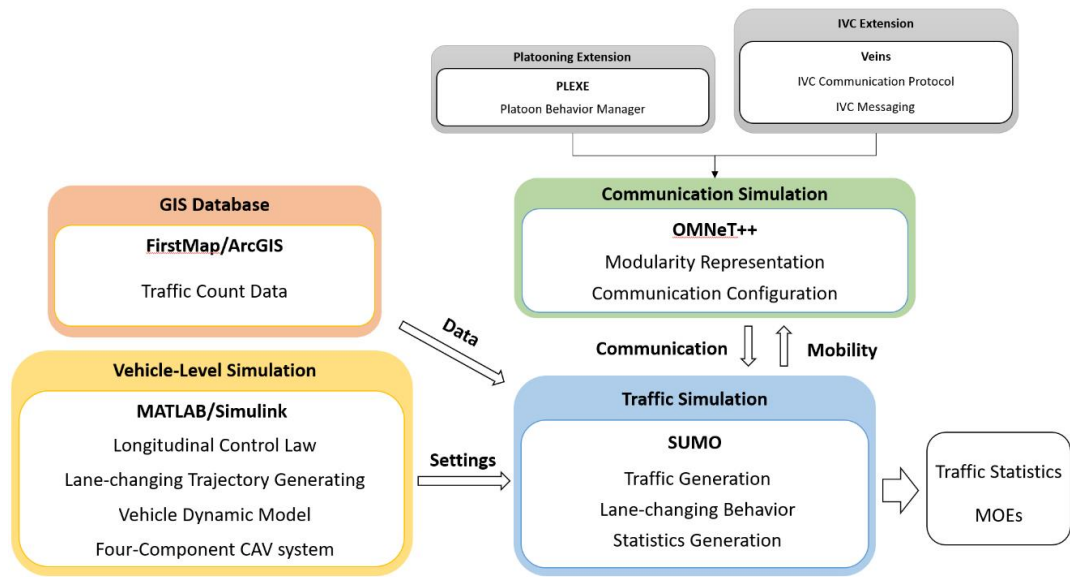 IVC Extension
Veins
IVC Communication Protocol
IVC Messaging
Platooning Extension
PLEXE
Platoon Behavior Manager
Communication Simulation
OMNeT++
Modularity Representation
Communication Configuration
GIS Database
FirstMap/ArcGIS
Traffic Count Data
Data
Communication
Mobility
Vehicle-Level Simulation
MATLAB/Simulink
Longitudinal Control Law
Lane-changing Trajectory Generating
Vehicle Dynamic Model
Four-Component CAV system
Settings
Traffic Simulation
SUMO
Traffic Generation
Lane-changing Behavior
Statistics Generation
Traffic Statistics
MOEs